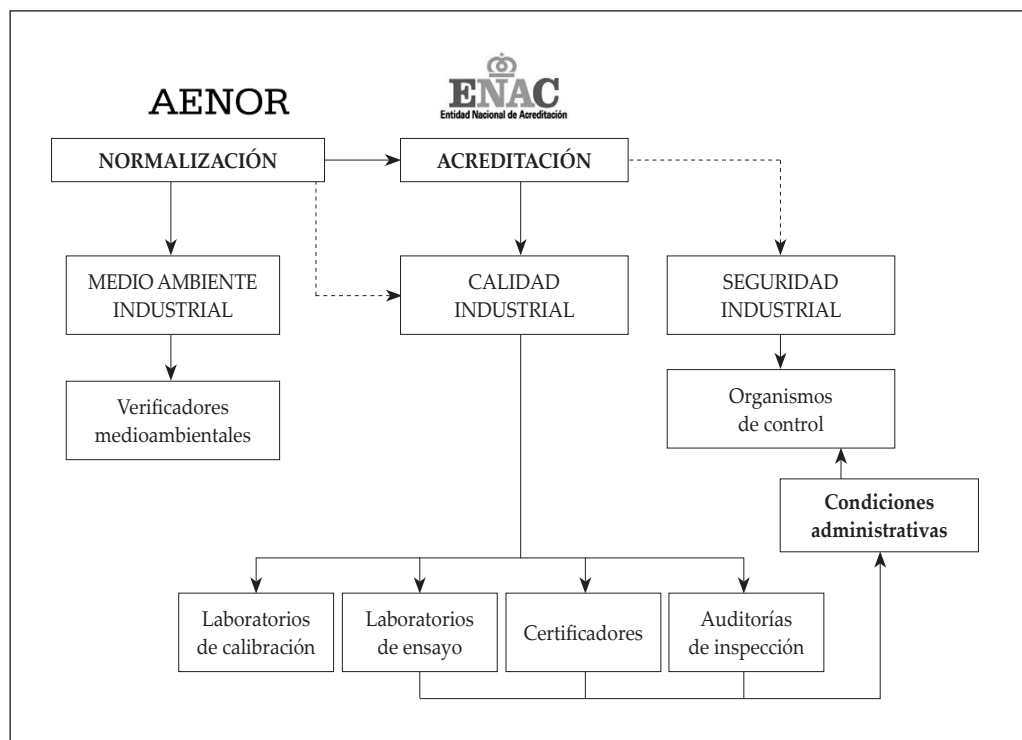 AENOR
ENAC
Entidad Nacional de Acreditación
NORMALIZACIÓN
ACREDITACIÓN
MEDIO AMBIENTE
INDUSTRIAL
CALIDAD
INDUSTRIAL
SEGURIDAD
INDUSTRIAL
Verificadores
medioambientales
Organismos
de control
Condiciones
administrativas
Laboratorios
de calibración
Laboratorios
de ensayo
Certificadores
Auditorías
de inspección